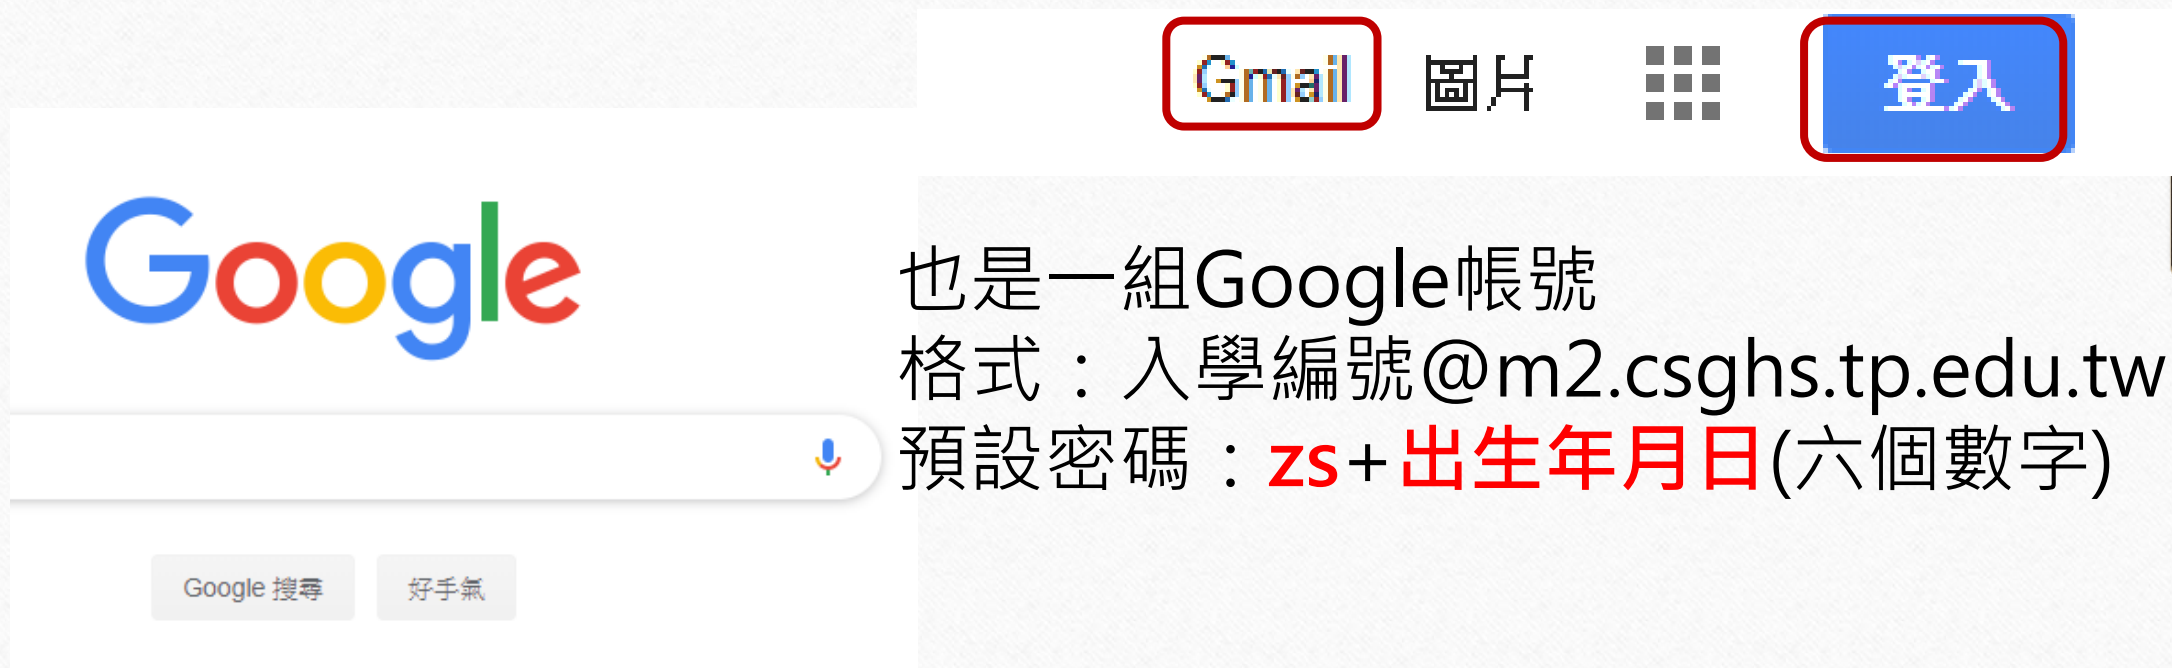 Gmail 圖片 登入
Google
也是一組Google帳號
格式：入學編號@m2.csghs.tp.edu.tw
預設密碼：zs+出生年月日(六個數字)
Google 搜尋 好手氣